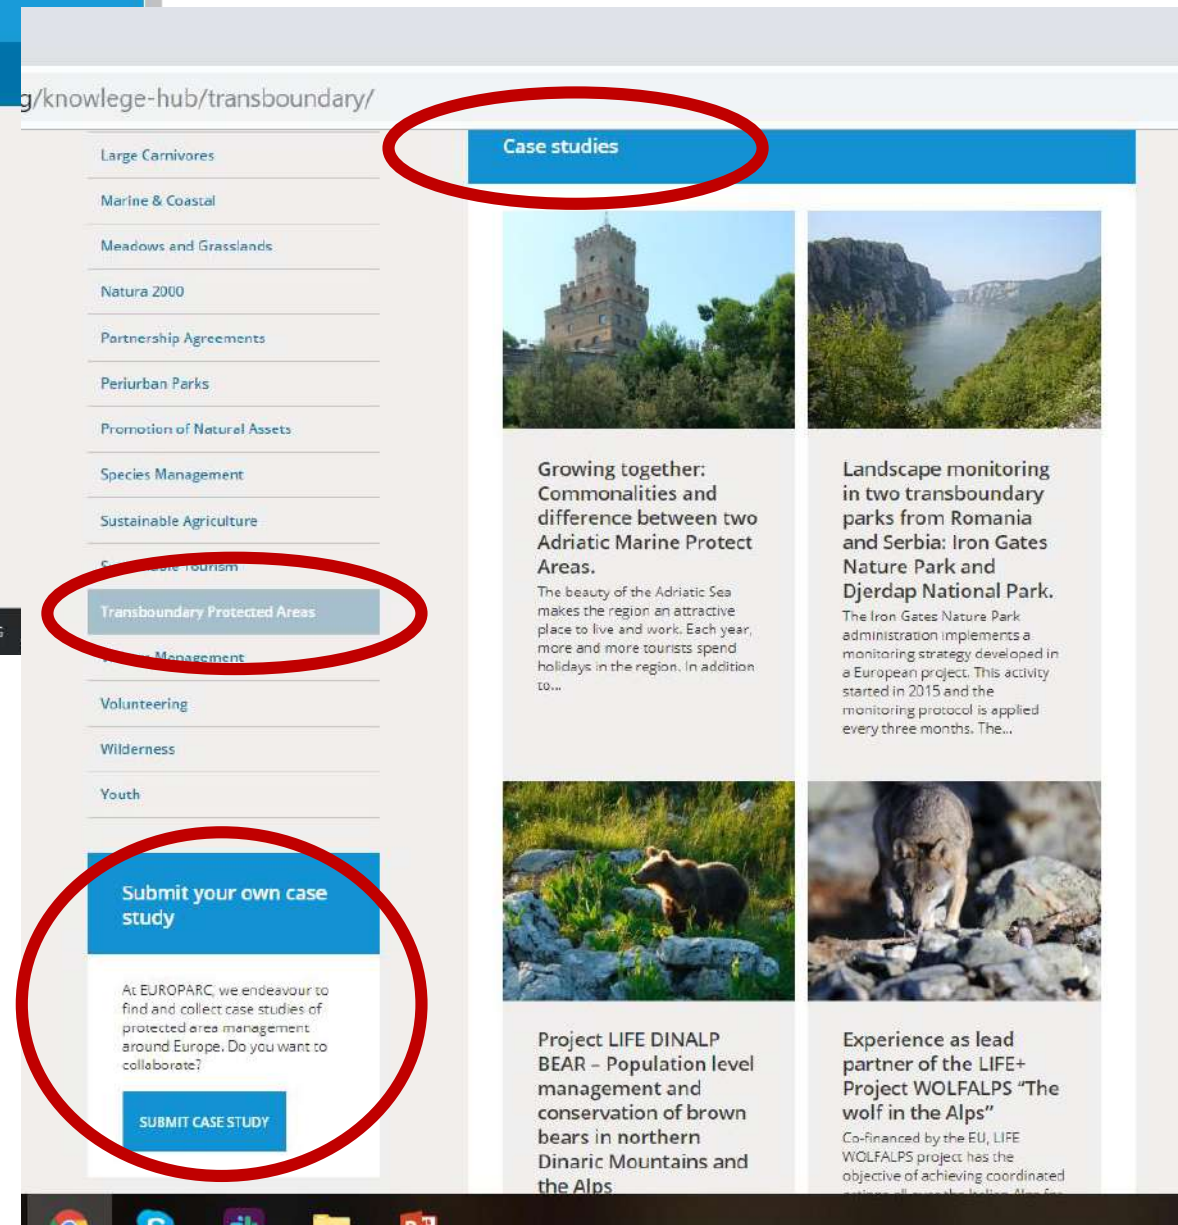 g/knowlege-hub/transboundary/
Large Carnivores
Marine & Coastal
Meadows and Grasslands
Natura 2000
Partnership Agreements
Periurban Parks
Promotion of Natural Assets
Species Management
Sustainable Agriculture
Tourism
Transboundary Protected Areas
Management
Volunteering
Wilderness
Youth
Submit your own case
study
At EUROPARC, we endeavour to
find and collect case studies of
protected area management
around Europe. Do you want to
collaborate?
SUBMIT CASE STUDY
Case studies
Growing together:
Commonalities and
difference between two
Adriatic Marine Protect
Areas.
The beauty of the Adriatic Sea
makes the region an attractive
place to live and work. Each year,
more and more tourists spend
holidays in the region. In addition
to...
Landscape monitoring
in two transboundary
parks from Romania
and Serbia: Iron Gates
Nature Park and
Djerdap National Park.
The Iron Gates Nature Park
administration implements a
monitoring strategy developed in
a European project. This activity
started in 2015 and the
monitoring protocol is applied
every three months. The...
Project LIFE DINALP
BEAR – Population level
management and
conservation of brown
bears in northern
Dinaric Mountains and
the Alps
Experience as lead
partner of the LIFE+
Project WOLFALPS “The
wolf in the Alps”
Co-financed by the EU, LIFE
WOLFALPS project has the
objective of achieving coordinated